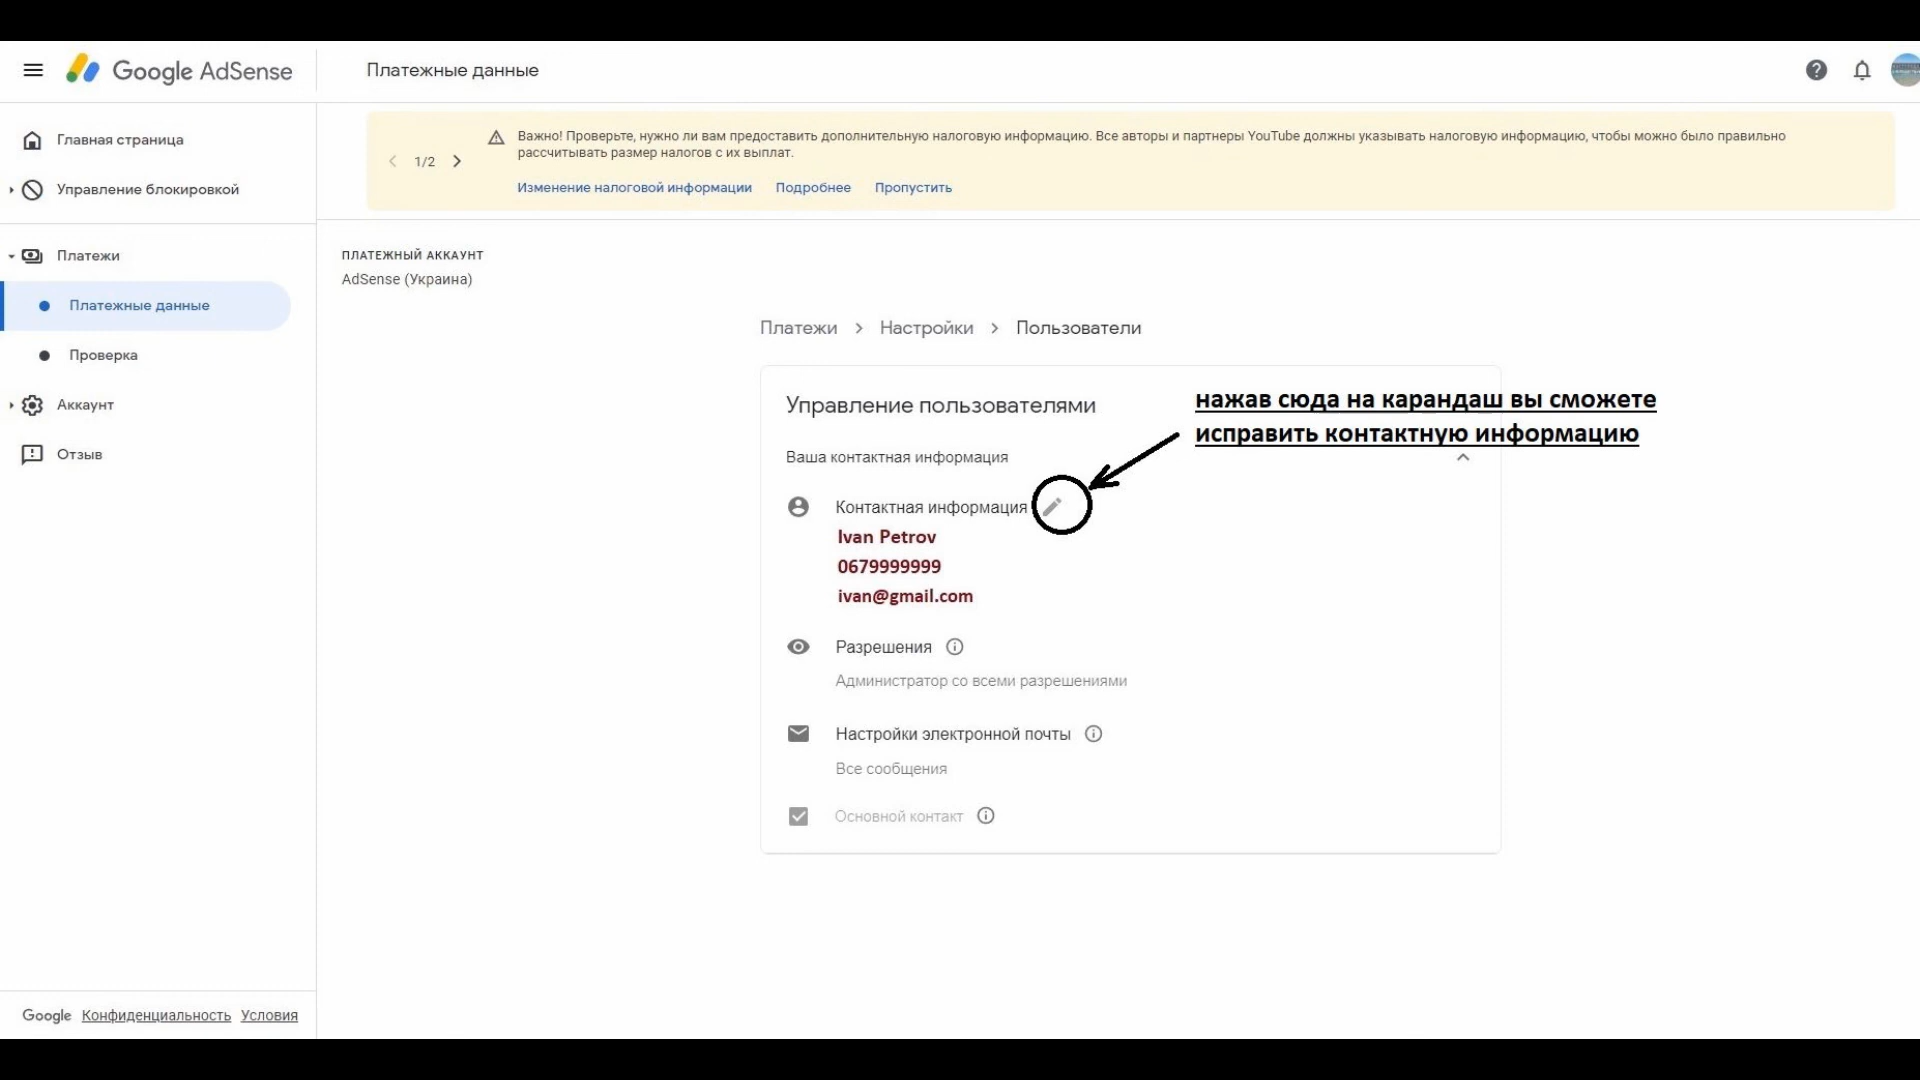 Google AdSense
Платежные данные
Главная страница
Управление блокировкой
Платежи
Платежные данные
Проверка
Аккаунт
Отзыв
1/2
Важно! Проверьте, нужно ли вам предоставить дополнительную налоговую информацию. Все авторы и партнеры YouTube должны указывать налоговую информацию, чтобы можно было правильно
рассчитывать размер налогов с их выплат.
Изменение налоговой информации Подробнее Пропустить
ПЛАТЕЖНЫЙ АККАУНТ
AdSense (Украина)
Платежи > Настройки > Пользователи
Управление пользователями
нажав сюда на карандаш вы сможете
исправить контактную информацию
Ваша контактная информация
Контактная информация
Ivan Petrov
0679999999
ivan@gmail.com
Разрешения
Администратор со всеми разрешениями
Настройки электронной почты
Все сообщения
Основной контакт
Google Конфиденциальность Условия